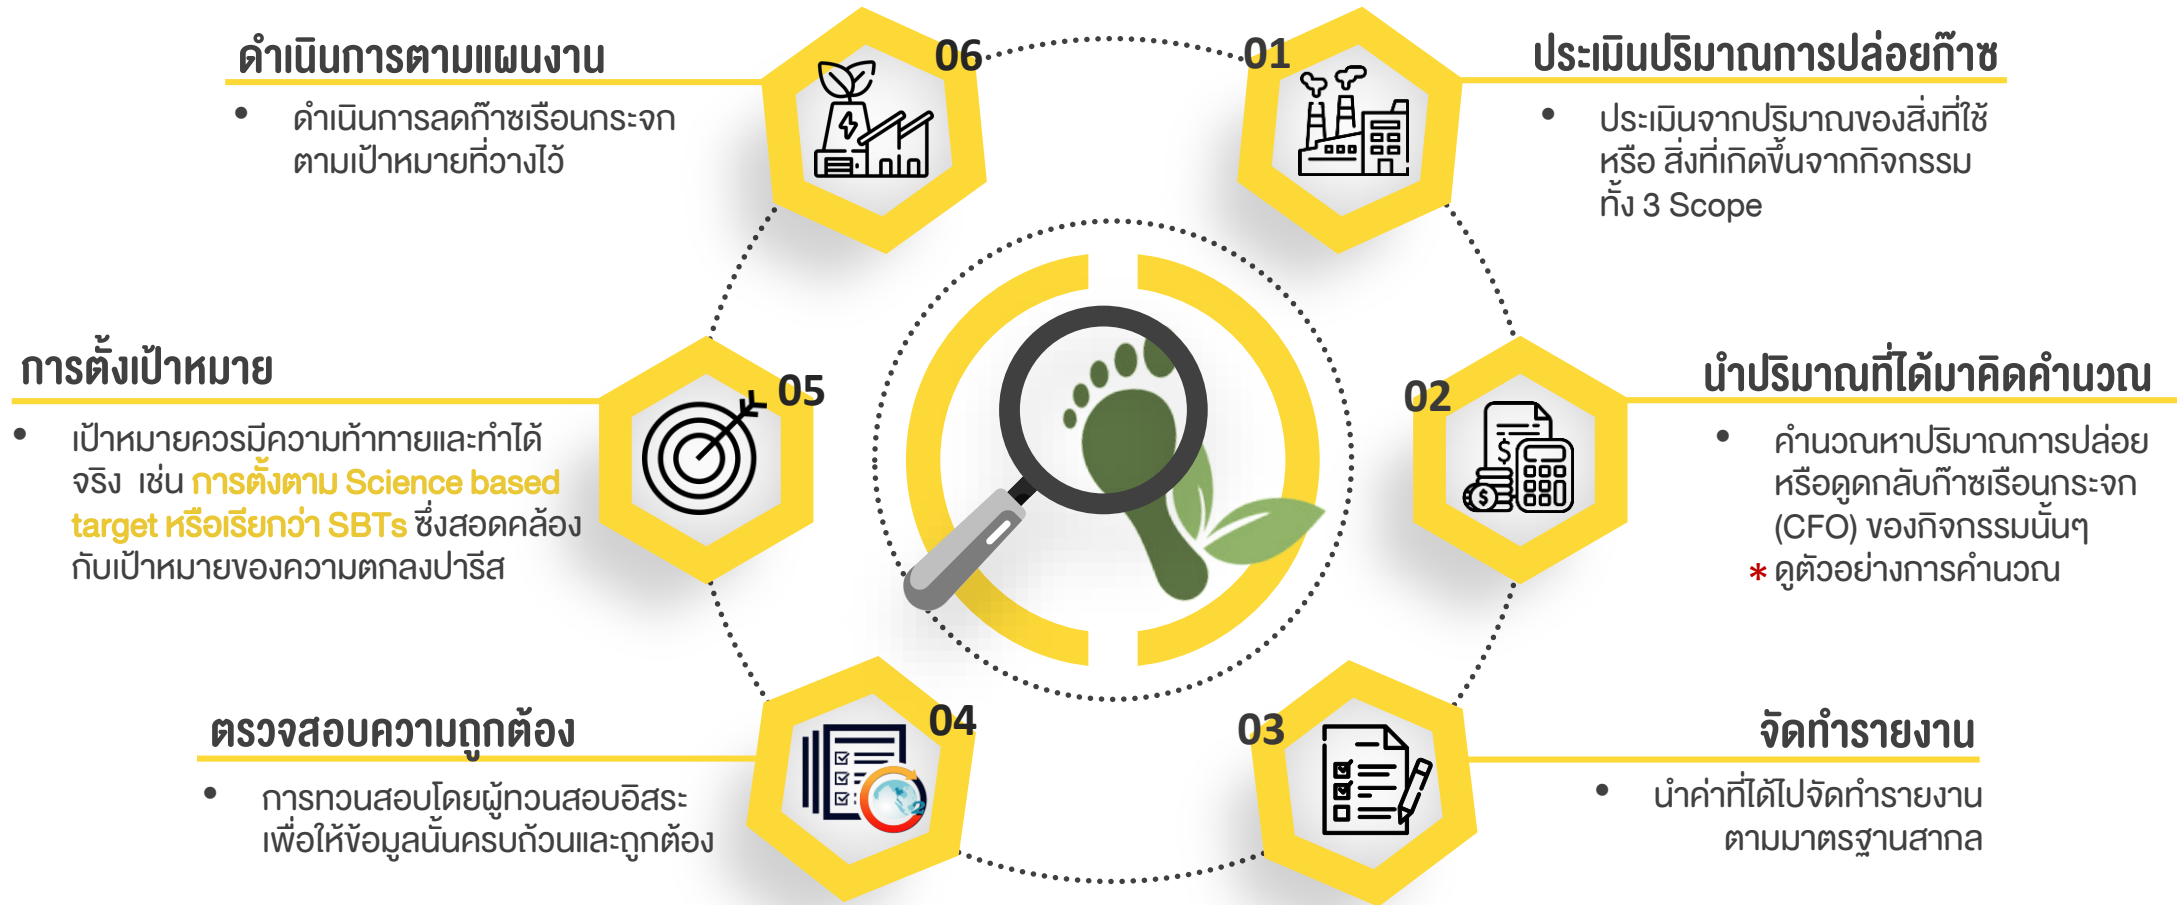 01
ประเมินปริมาณการปล่อยก๊าซ
• ประเมินจากปริมาณของสิ่งที่ใช้
หรือ สิ่งที่เกิดขึ้นจากกิจกรรม
ทั้ง 3 Scope
02
นำปริมาณที่ได้มาคิดคำนวณ
• คำนวณหาปริมาณการปล่อย
หรือดูดกลับก๊าซเรือนกระจก
(CFO) ของกิจกรรมนั้นๆ
* ดูตัวอย่างการคำนวณ
03
จัดทำรายงาน
• นำค่าที่ได้ไปจัดทำรายงาน
ตามมาตรฐานสากล
04
ตรวจสอบความถูกต้อง
• การทวนสอบโดยผู้ทวนสอบอิสระ
เพื่อให้ข้อมูลนั้นครบถ้วนและถูกต้อง
05
การตั้งเป้าหมาย
• เป้าหมายควรมีความท้าทายและทำได้
จริง เช่น การตั้งตาม Science based
target หรือเรียกว่า SBTs ซึ่งสอดคล้อง
กับเป้าหมายของความตกลงปารีส
06
ดำเนินการตามแผนงาน
• ดำเนินการลดก๊าซเรือนกระจก
ตามเป้าหมายที่วางไว้